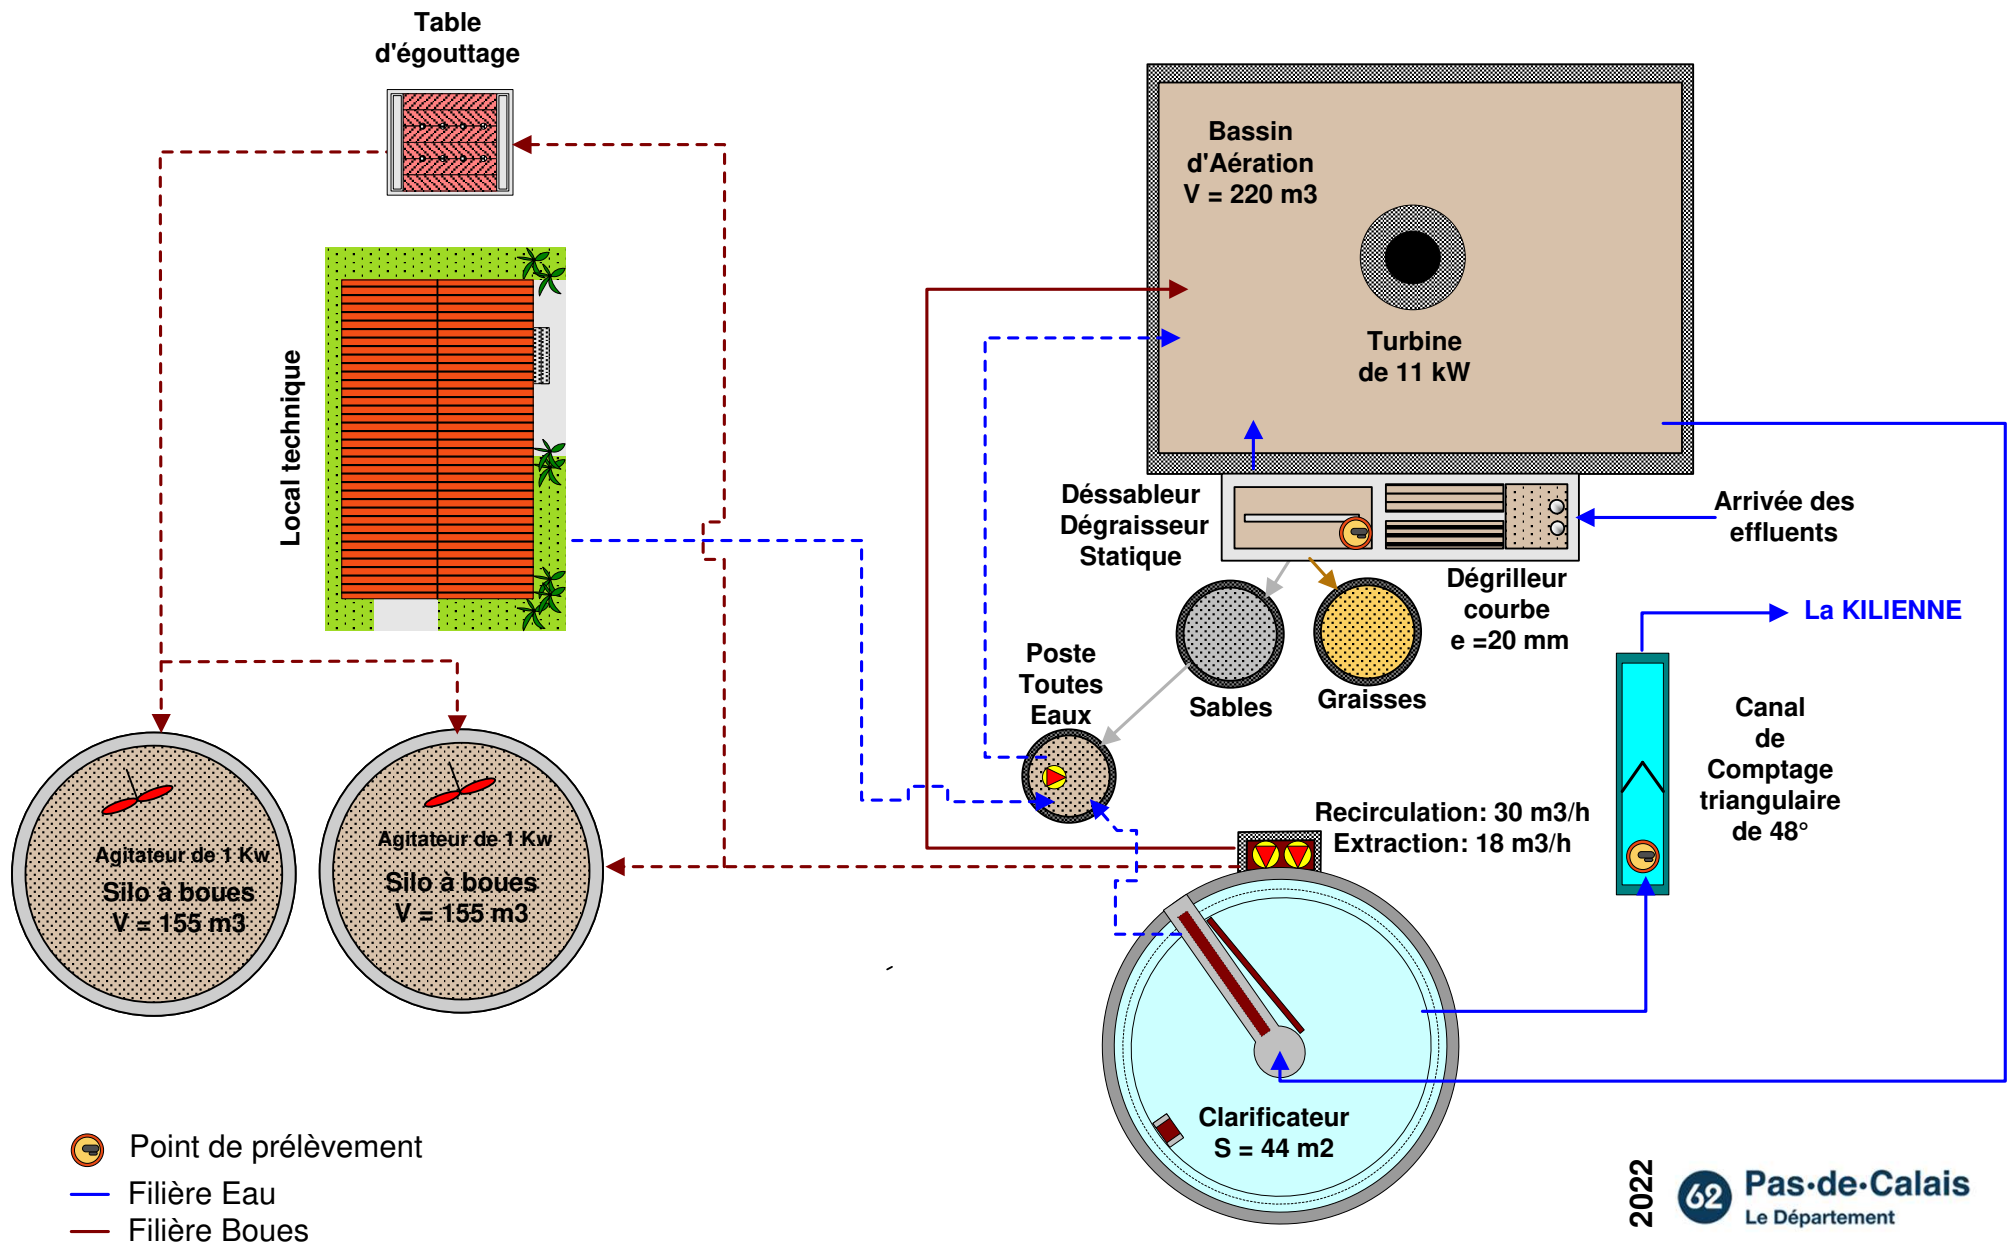 Table
d'égouttage
Bassin
d'Aération
V = 220 m3
Turbine
de 11 kW
Local technique
Déssableur
Dégraisseur
Statique
Arrivée des
effluents
Dégrilleur
courbe
e =20 mm
La KILIENNE
Poste
Toutes
Eaux
Sables
Graisses
Canal
de
Comptage
triangulaire
de 48°
Recirculation: 30 m3/h
Extraction: 18 m3/h
Agitateur de 1 Kw
Silo à boues
V = 155 m3
Agitateur de 1 Kw
Silo à boues
V = 155 m3
Clarificateur
S = 44 m2
Point de prélèvement
Filière Eau
Filière Boues
2022
62
Pas-de-Calais
Le Département